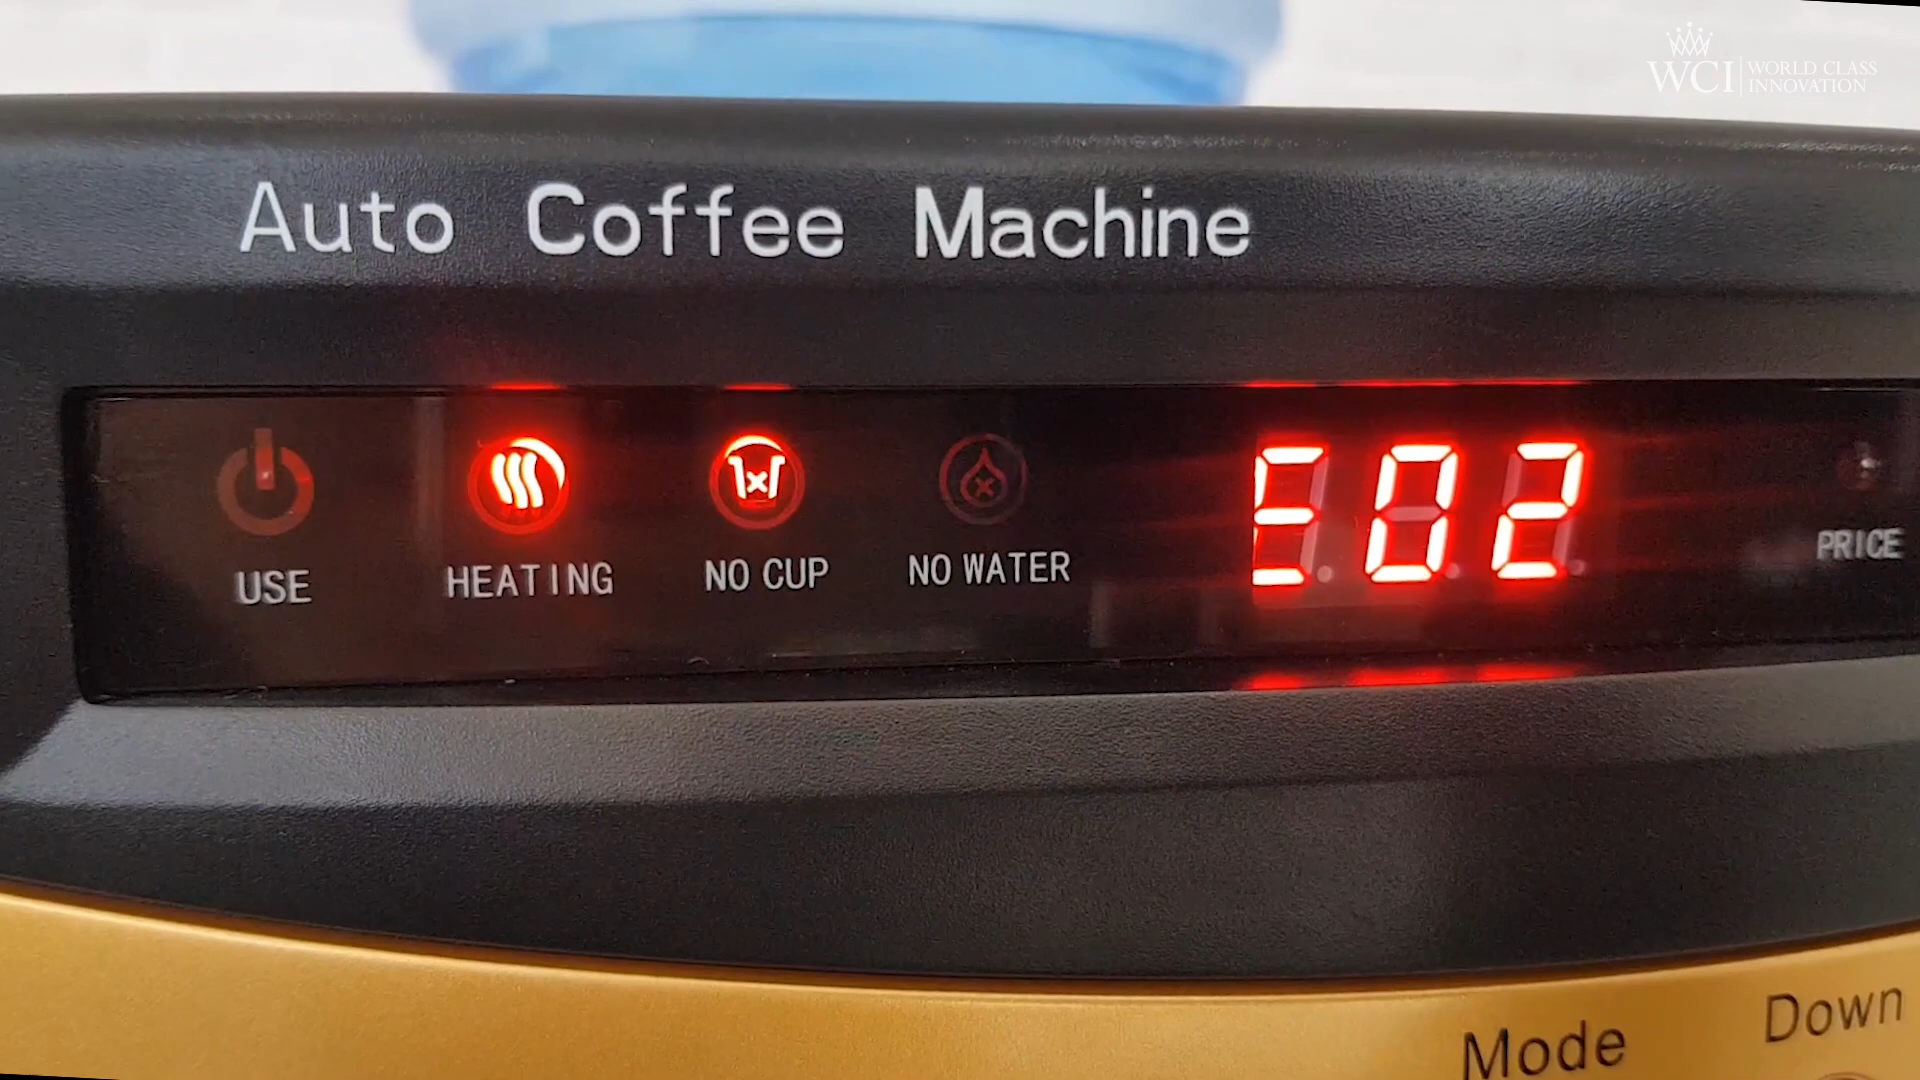 WCI WORLD CLASS
INNOVATION
Auto Coffee Machine
E02
USE HEATING NO CUP NO WATER PRICE
Mode Down